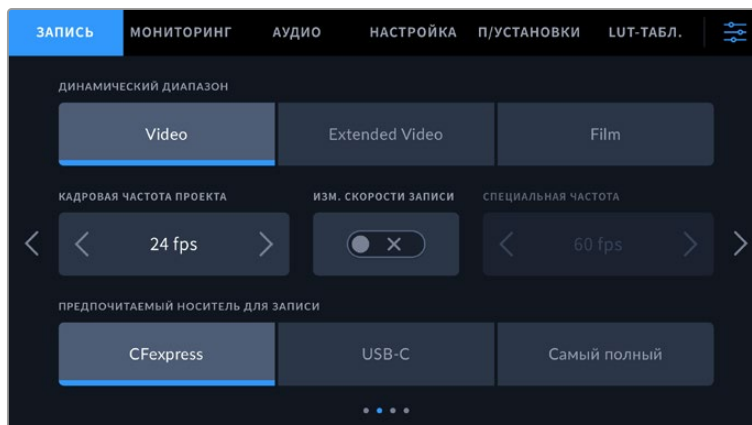 ЗАПИСЬ МОНИТОРИНГ АУДИО НАСТРОЙКА П/УСТАНОВКИ LUT-ТАБЛ.
ДИНАМИЧЕСКИЙ ДИАПАЗОН
Video Extended Video Film
КАДРОВАЯ ЧАСТОТА ПРОЕКТА ИЗМ. СКОРОСТИ ЗАПИСИ СПЕЦИАЛЬНАЯ ЧАСТОТА
24 fps 60 fps
ПРЕДПОЧИТАЕМЫЙ НОСИТЕЛЬ ДЛЯ ЗАПИСИ
CFexpress USB-C Самый полный